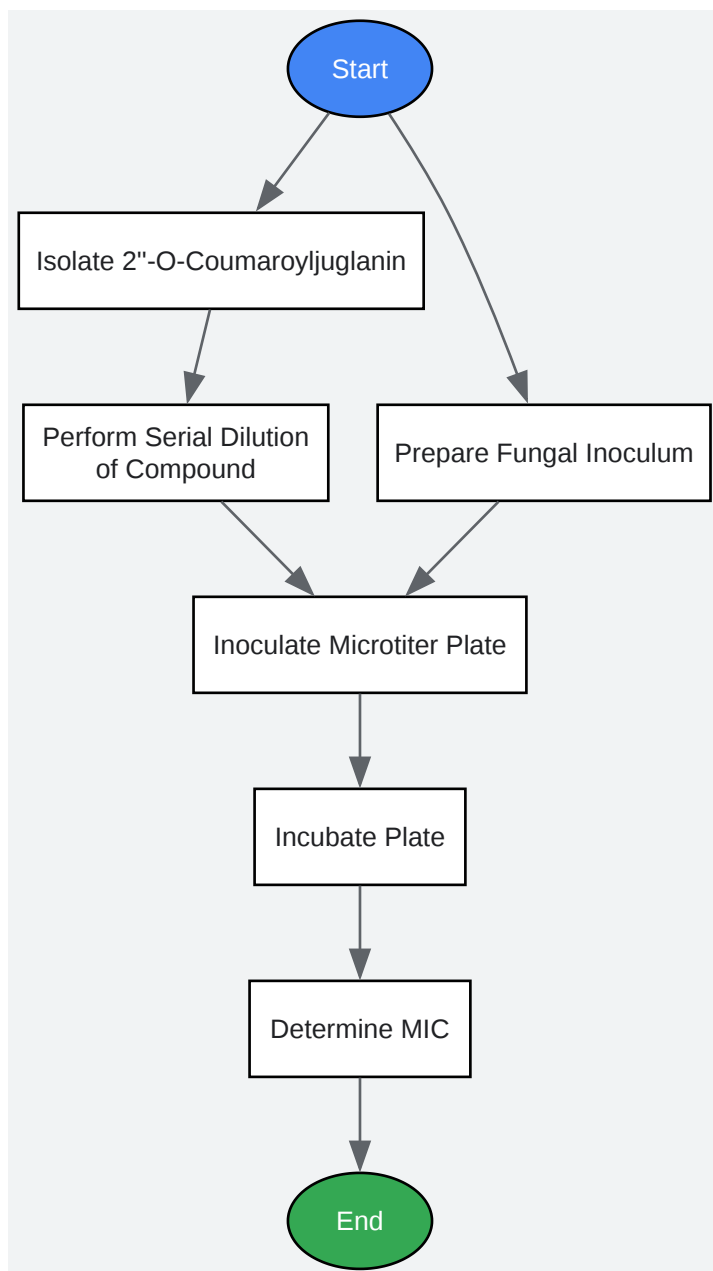 Start
Isolate 2"-O-Coumaroyljuglanin
Perform Serial Dilution
of Compound
Prepare Fungal Inoculum
Inoculate Microtiter Plate
Incubate Plate
Determine MIC
End